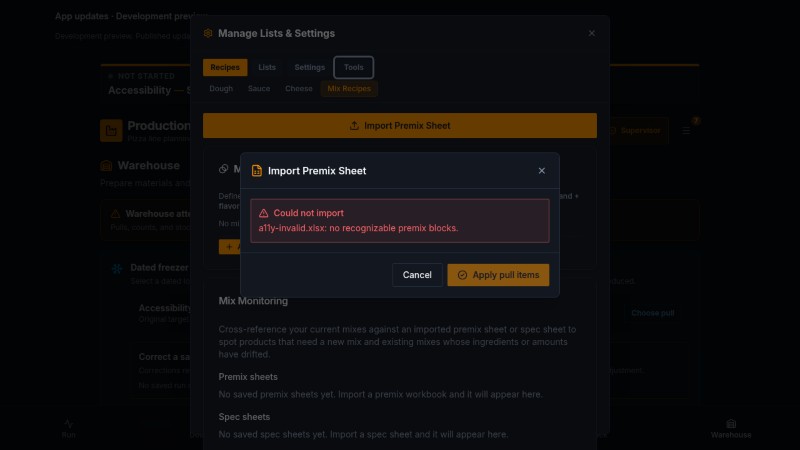 App updates · Development preview
Development preview. Published upda
Manage Lists & Settings
NOT STARTED
Accessibility — S
Recipes Lists Settings Tools
Dough Sauce Cheese Mix Recipes
Import Premix Sheet
Production
Supervisor
Warehouse
Prepare materials and
Import Premix Sheet
Could not import
a11y-invalid.xlsx: no recognizable premix blocks.
Cancel Apply pull items
Warehouse atte
Dated freezer
Select a dated
Accessibility
Original target
Choose pull
Correct a sa
No saved
Mix Monitoring
Cross-reference your current mixes against an imported premix sheet or spec sheet to
spot products that need a new mix and existing mixes whose ingredients or amounts
have drifted.
Premix sheets
No saved premix sheets yet. Import a premix workbook and it will appear here.
Spec sheets
No saved spec sheets yet. Import a spec sheet and it will appear here.
Run
Warehouse